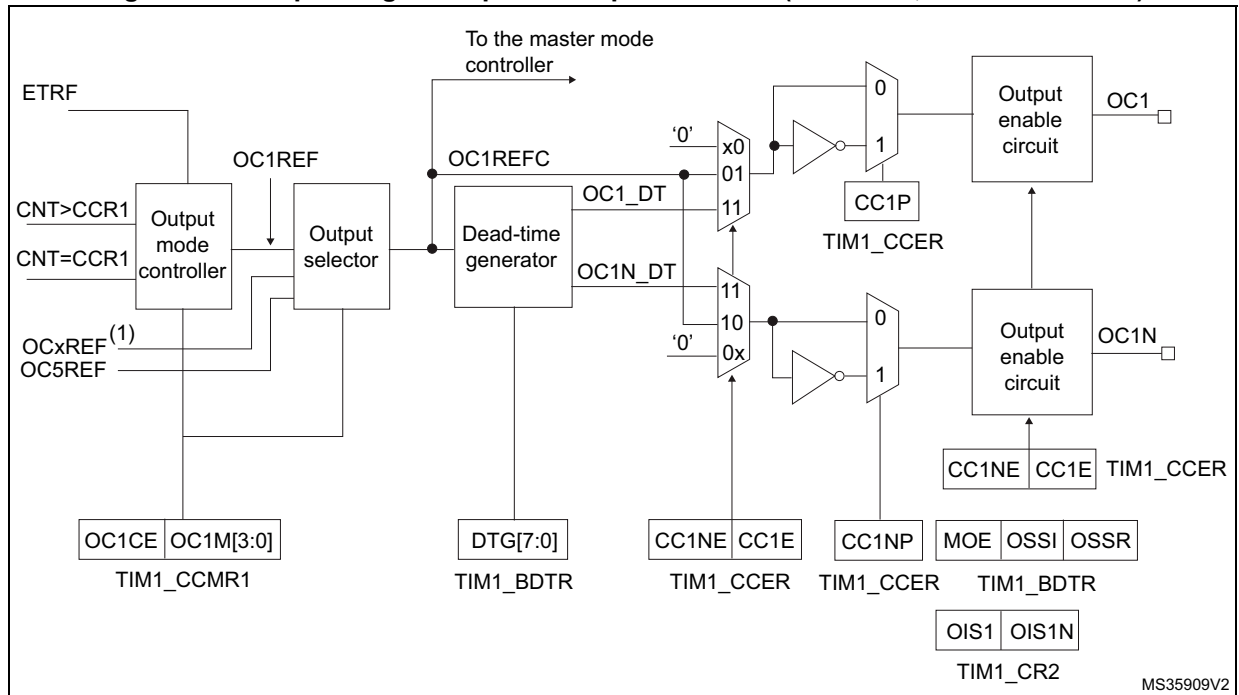 To the master mode
controller
ETRF
OC1REF
OC1REFC
CNT>CCR1
CNT=CCR1
Output
mode
controller
Output
selector
Dead-time
generator
OC1_DT
OC1N_DT
OCxREF(1)
OC5REF
'0'
x0
01
11
11
10
'0'
0x
0
1
CC1P
TIM1_CCER
0
1
Output
enable
circuit
OC1
Output
enable
circuit
OC1N
CC1NE CC1E TIM1_CCER
OC1CE OC1M[3:0]
TIM1_CCMR1
DTG[7:0]
TIM1_BDTR
CC1NE CC1E
TIM1_CCER
CC1NP
TIM1_CCER
MOE OSSI OSSR
TIM1_BDTR
OIS1 OIS1N
TIM1_CR2
MS35909V2